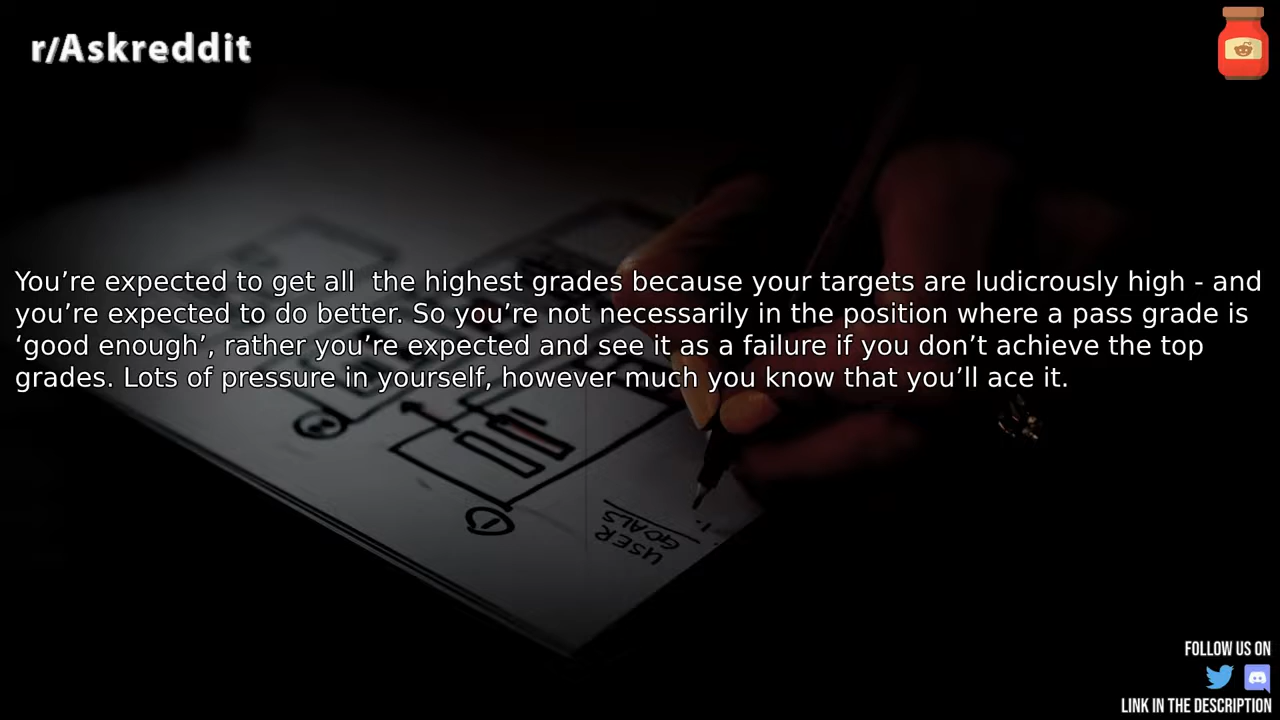 r/Askreddit
You’re expected to get all  the highest grades because your targets are ludicrously high - and
you’re expected to do better. So you’re not necessarily in the position where a pass grade is
‘good enough’, rather you’re expected and see it as a failure if you don’t achieve the top
grades. Lots of pressure in yourself, however much you know that you’ll ace it.
USER
GOALS
1.
FOLLOW US ON
LINK IN THE DESCRIPTION